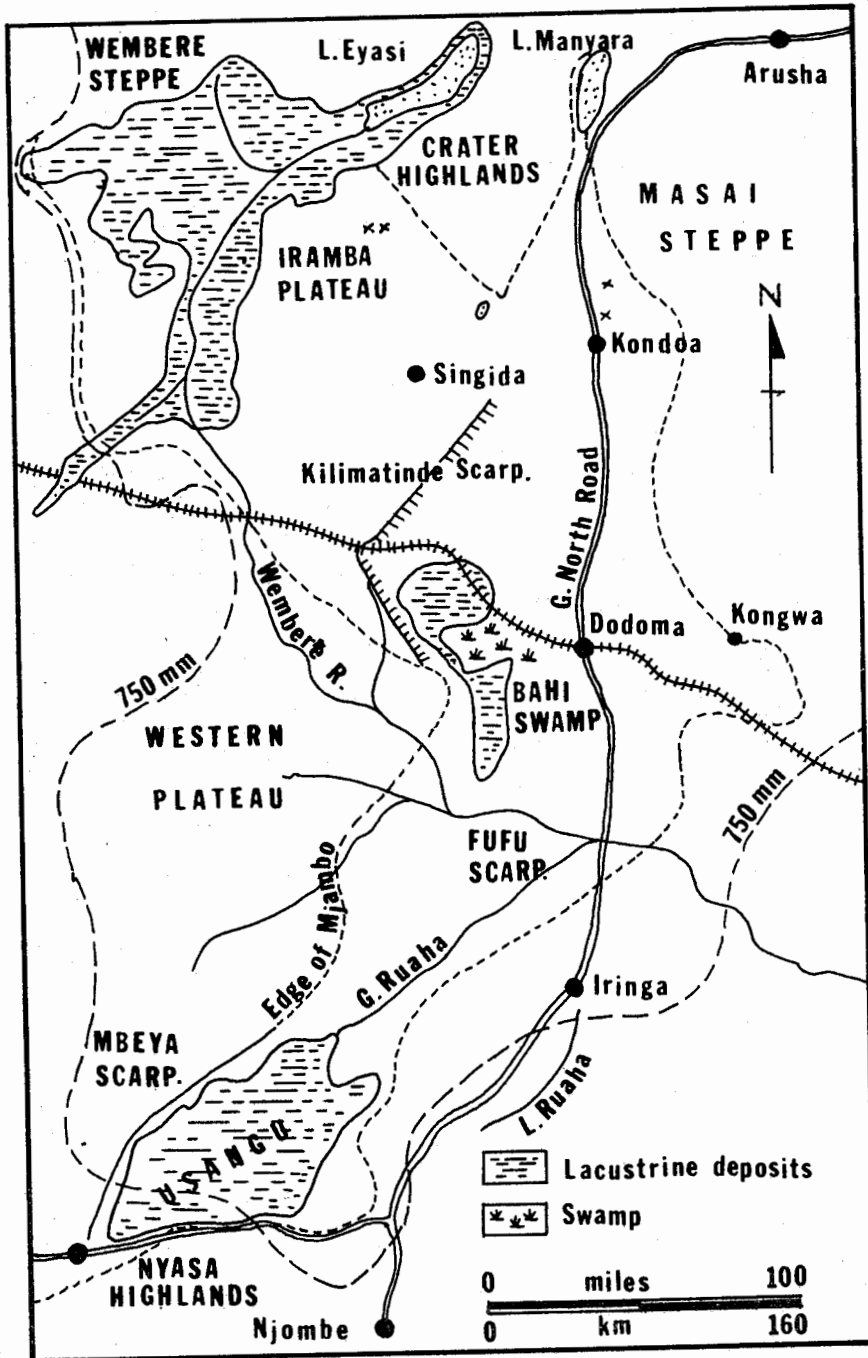 WEMBERE
STEPPE
L.Eyasi
L.Manyara
Arusha
CRATER
HIGHLANDS
MASAI
STEPPE
IRAMBA
PLATEAU
N
Kondoa
Singida
Kilimatinde Scarp.
G. North Road
Wembere R.
Dodoma
Kongwa
750 mm
BAHI
SWAMP
WESTERN
PLATEAU
750 mm
FUFU
SCARP.
Edge of Mjambo
G. Ruaha
Iringa
MBEYA
SCARP.
L. Ruaha
USANGU
Lacustrine deposits
Swamp
NYASA
HIGHLANDS
Njombe
0 miles 100
0 km 160